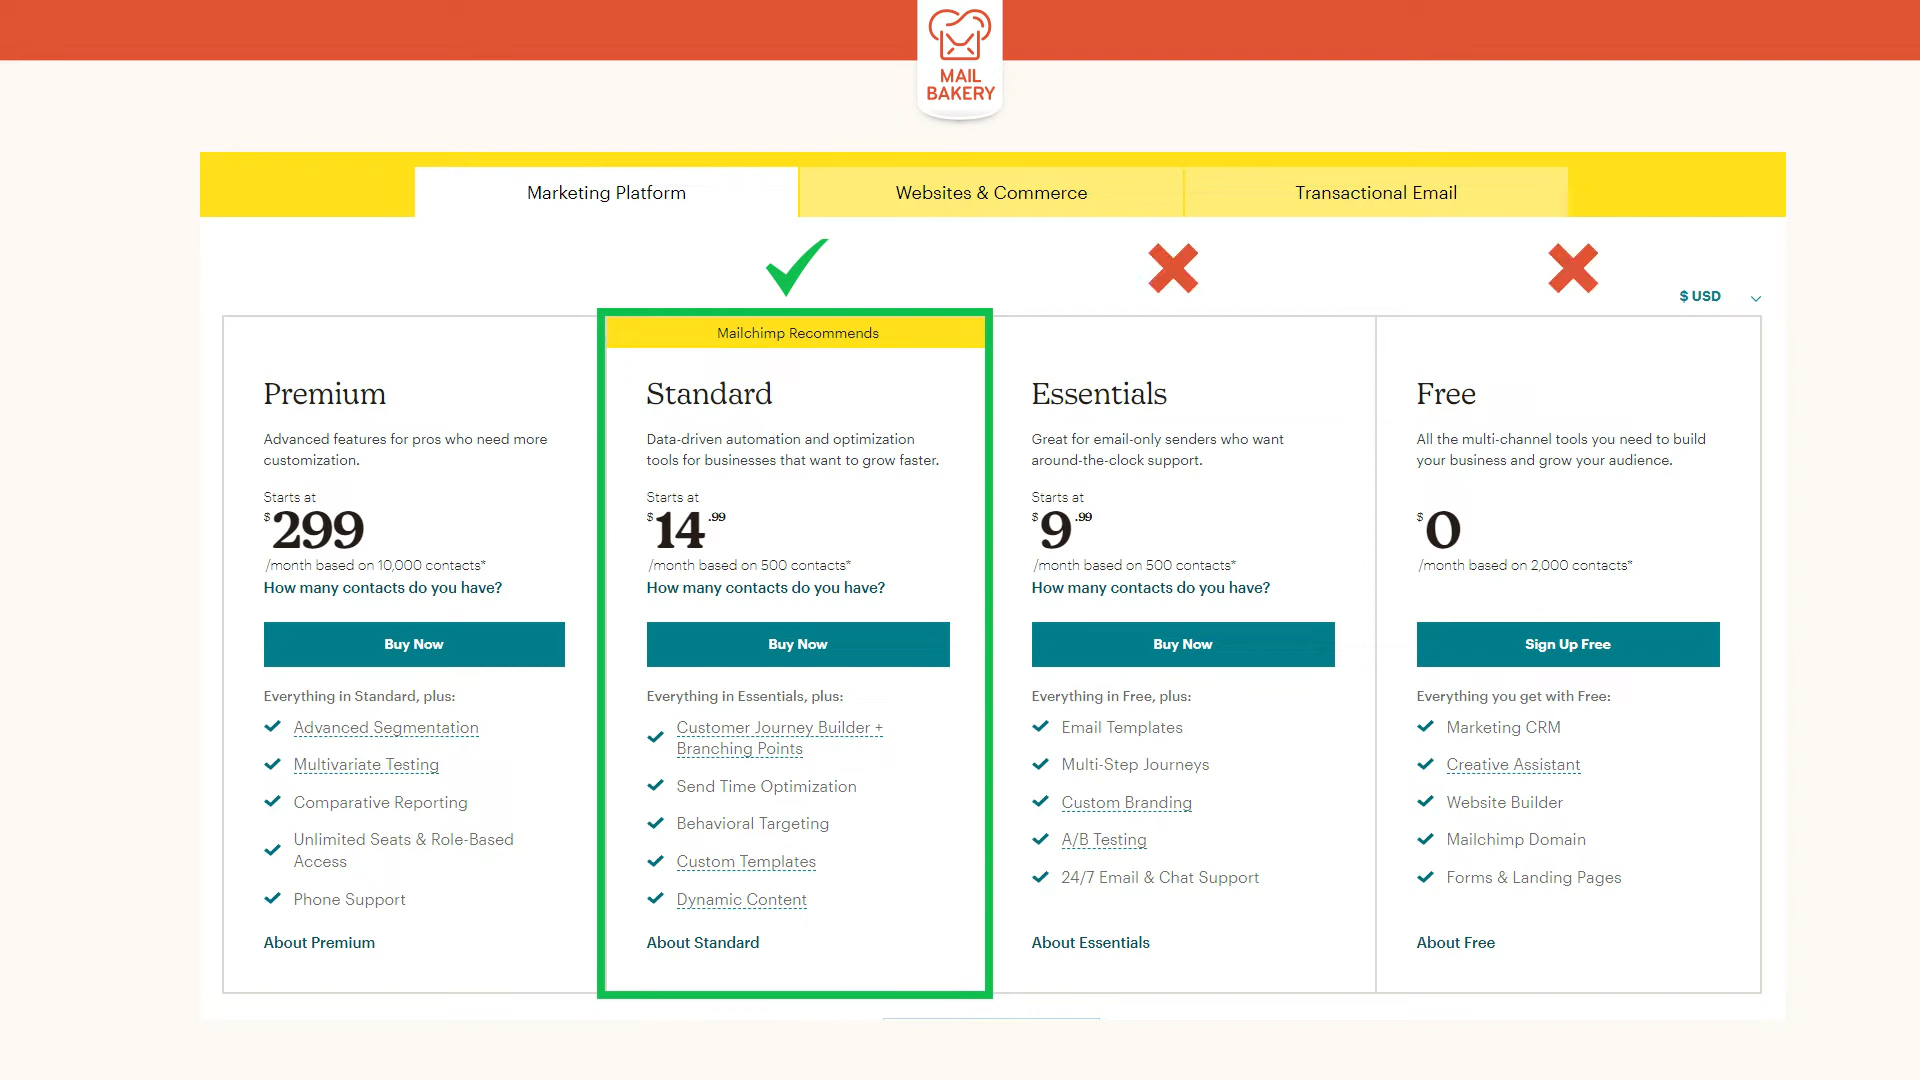 MAIL
BAKERY
Marketing Platform
Websites & Commerce
Transactional Email
$ USD
Premium
Advanced features for pros who need more
customization.
Starts at
$299
/month based on 10,000 contacts*
How many contacts do you have?
Buy Now
Everything in Standard, plus:
Advanced Segmentation
Multivariate Testing
Comparative Reporting
Unlimited Seats & Role-Based
Access
Phone Support
About Premium
Mailchimp Recommends
Standard
Data-driven automation and optimization
tools for businesses that want to grow faster.
Starts at
$14.99
/month based on 500 contacts*
How many contacts do you have?
Buy Now
Everything in Essentials, plus:
Customer Journey Builder +
Branching Points
Send Time Optimization
Behavioral Targeting
Custom Templates
Dynamic Content
About Standard
Essentials
Great for email-only senders who want
around-the-clock support.
Starts at
$9.99
/month based on 500 contacts*
How many contacts do you have?
Buy Now
Everything in Free, plus:
Email Templates
Multi-Step Journeys
Custom Branding
A/B Testing
24/7 Email & Chat Support
About Essentials
Free
All the multi-channel tools you need to build
your business and grow your audience.
$0
/month based on 2,000 contacts*
Sign Up Free
Everything you get with Free:
Marketing CRM
Creative Assistant
Website Builder
Mailchimp Domain
Forms & Landing Pages
About Free